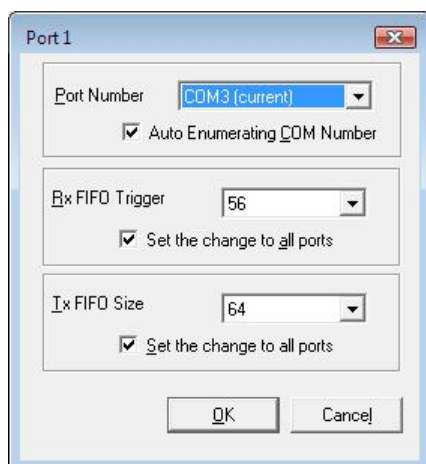 Port 1
Port Number COM3 (current)
Auto Enumerating COM Number
Rx FIFO Trigger 56
Set the change to all ports
Tx FIFO Size 64
Set the change to all ports
OK Cancel